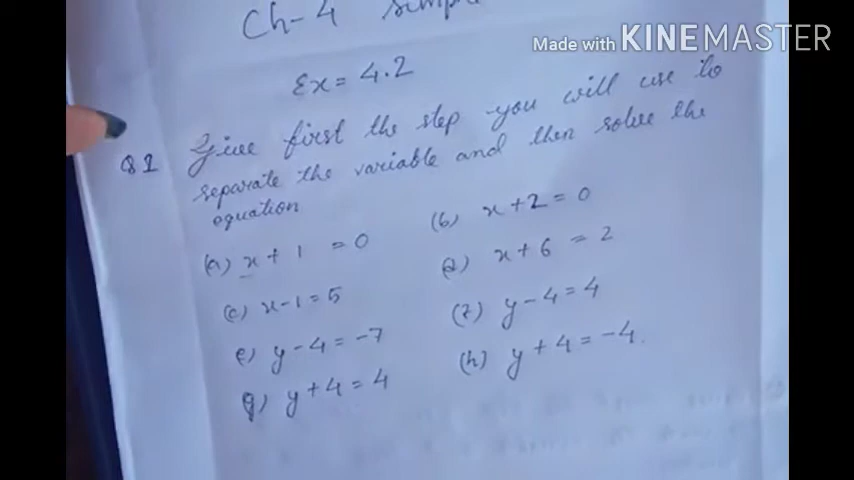 Made with KINEMASTER
Ch-4 simple
Ex = 4.2
Q1 Give first the step you will use to
separate the variable and then solve the
equation
(a) x + 1 = 0 (b) x + 2 = 0
(c) x - 1 = 5 (d) x + 6 = 2
(e) y - 4 = -7 (f) y - 4 = 4
(g) y + 4 = 4 (h) y + 4 = -4.